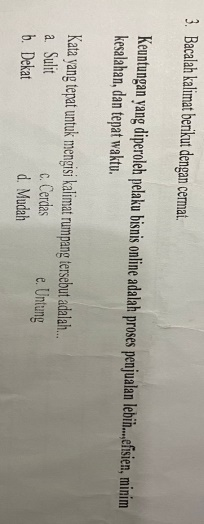 3. Bacalah kalimat berikut dengan cermat.
Keuntungan yang diperoleh pelaku bisnis online adalah proses penjualan lebih....,efisien, minim
kesalahan, dan tepat waktu.
Kata yang tepat untuk mengisi kalimat rumpang tersebut adalah...
a. Sulit c. Cerdas e. Untung
b. Dekat d. Mudah